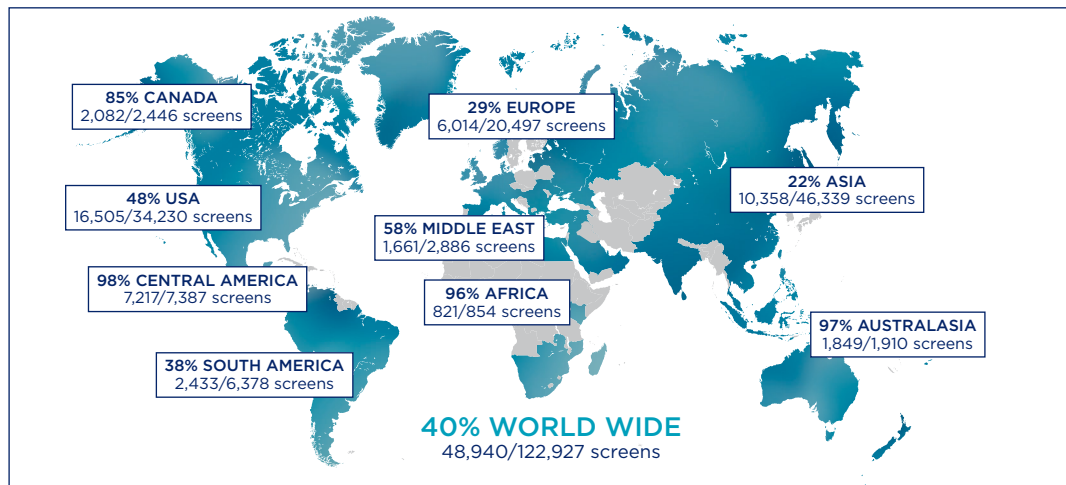 85% CANADA
2,082/2,446 screens
29% EUROPE
6,014/20,497 screens
48% USA
16,505/34,230 screens
22% ASIA
10,358/46,339 screens
58% MIDDLE EAST
1,661/2,886 screens
98% CENTRAL AMERICA
7,217/7,387 screens
96% AFRICA
821/854 screens
97% AUSTRALASIA
1,849/1,910 screens
38% SOUTH AMERICA
2,433/6,378 screens
40% WORLD WIDE
48,940/122,927 screens